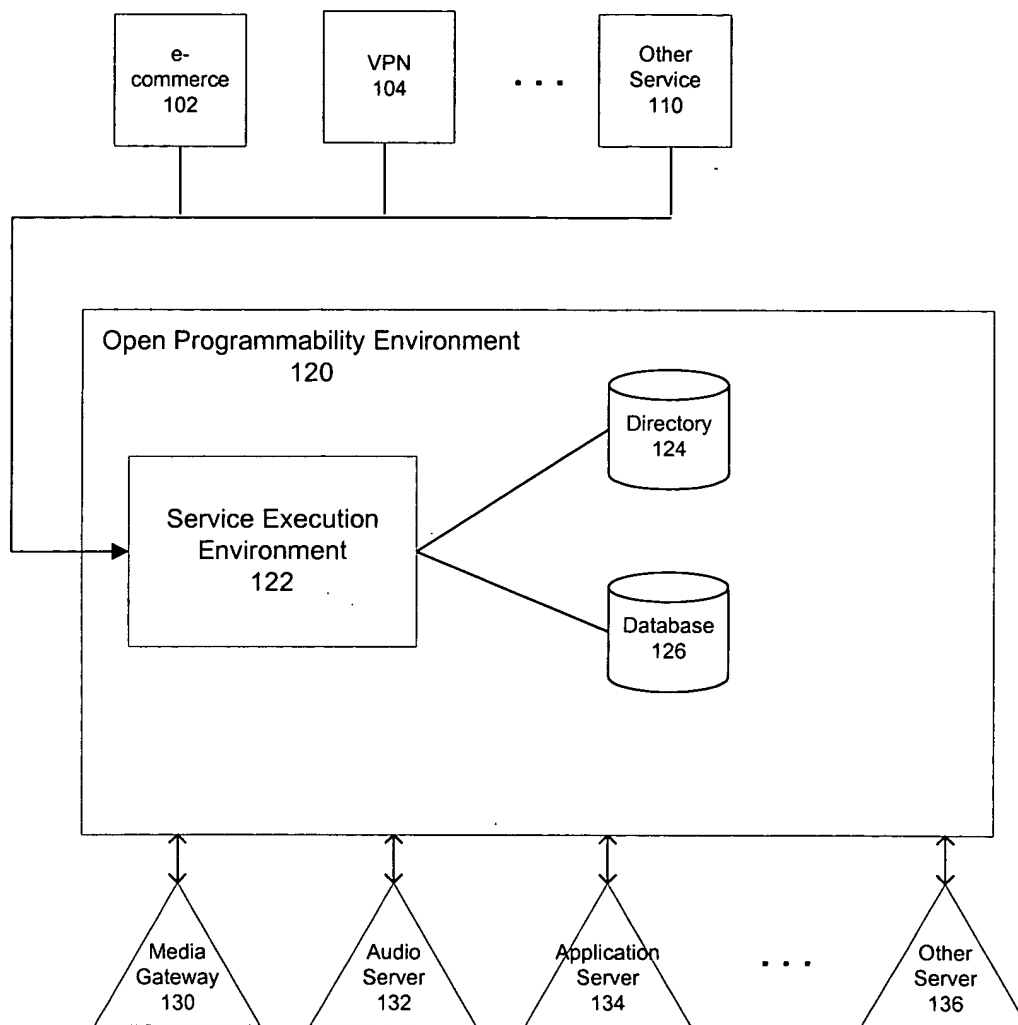 e-
commerce
102
VPN
104
. . .
Other
Service
110
Open Programmability Environment
120
Directory
124
Service Execution
Environment
122
Database
126
Media
Gateway
130
Audio
Server
132
Application
Server
134
. . .
Other
Server
136